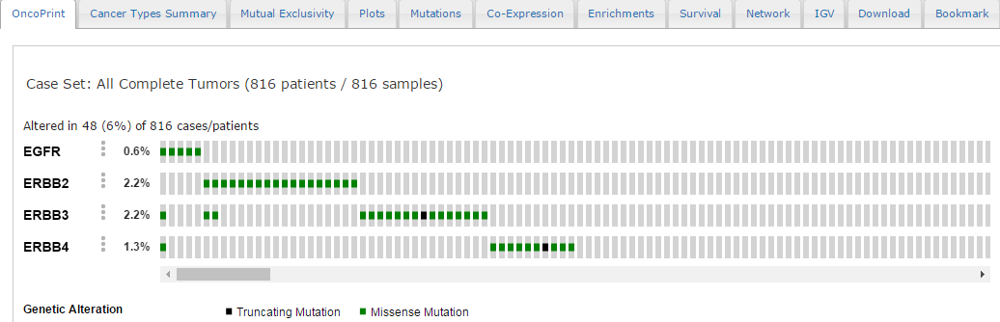 OncoPrint Cancer Types Summary Mutual Exclusivity Plots Mutations Co-Expression Enrichments Survival Network IGV Download Bookmark
Case Set: All Complete Tumors (816 patients / 816 samples)
Altered in 48 (6%) of 816 cases/patients
EGFR 0.6%
ERBB2 2.2%
ERBB3 2.2%
ERBB4 1.3%
Genetic Alteration Truncating Mutation Missense Mutation